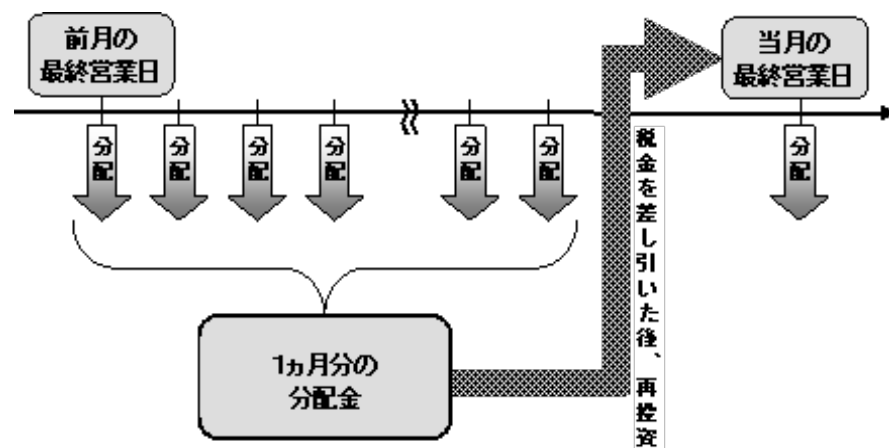 前月の
最終営業日
当月の
最終営業日
分配
分配
分配
分配
分配
分配
分配
税金を差し引いた後、再投資
1ヵ月分の
分配金